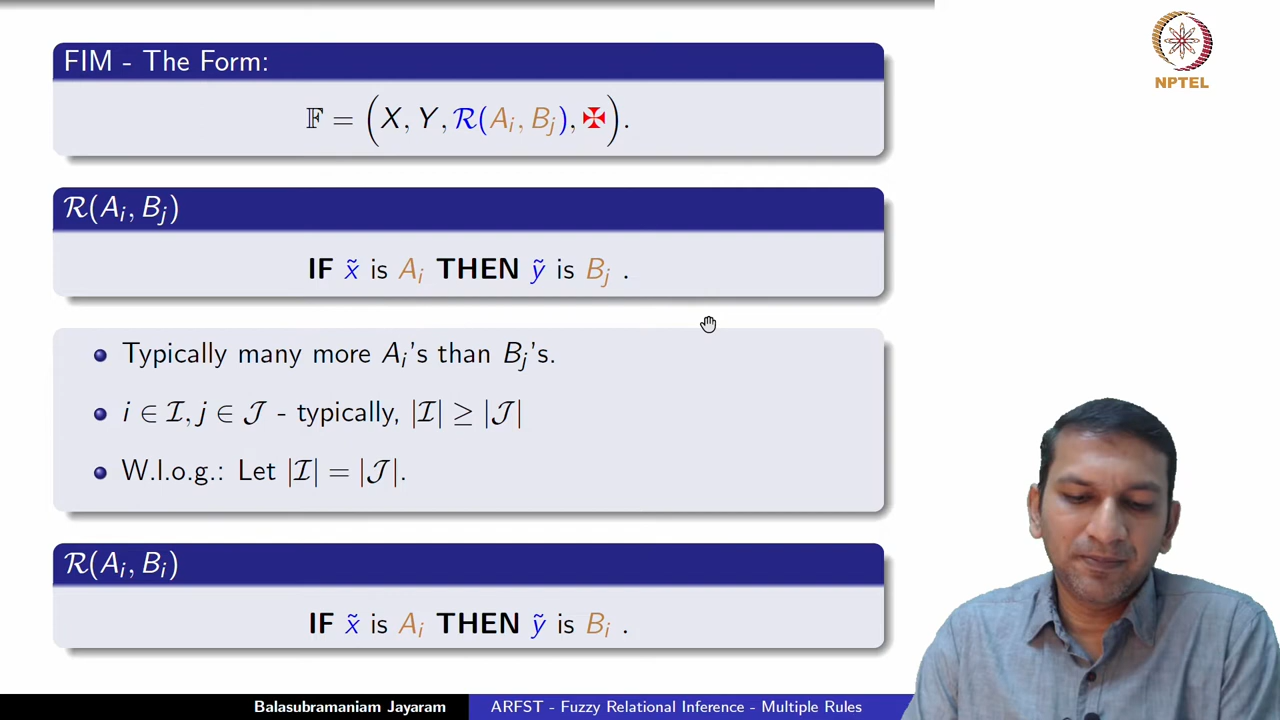 FIM - The Form:
𝔽 = (X, Y, ℛ(Aᵢ, Bⱼ), ✠).
ℛ(Aᵢ, Bⱼ)
IF x̃ is Aᵢ THEN ỹ is Bⱼ .
Typically many more Aᵢ's than Bⱼ's.
i ∈ ℐ, j ∈ 𝒥 - typically, |ℐ| ≥ |𝒥|
W.l.o.g.: Let |ℐ| = |𝒥|.
ℛ(Aᵢ, Bᵢ)
IF x̃ is Aᵢ THEN ỹ is Bᵢ .
Balasubramaniam Jayaram ARFST - Fuzzy Relational Inference - Multiple Rules
NPTEL